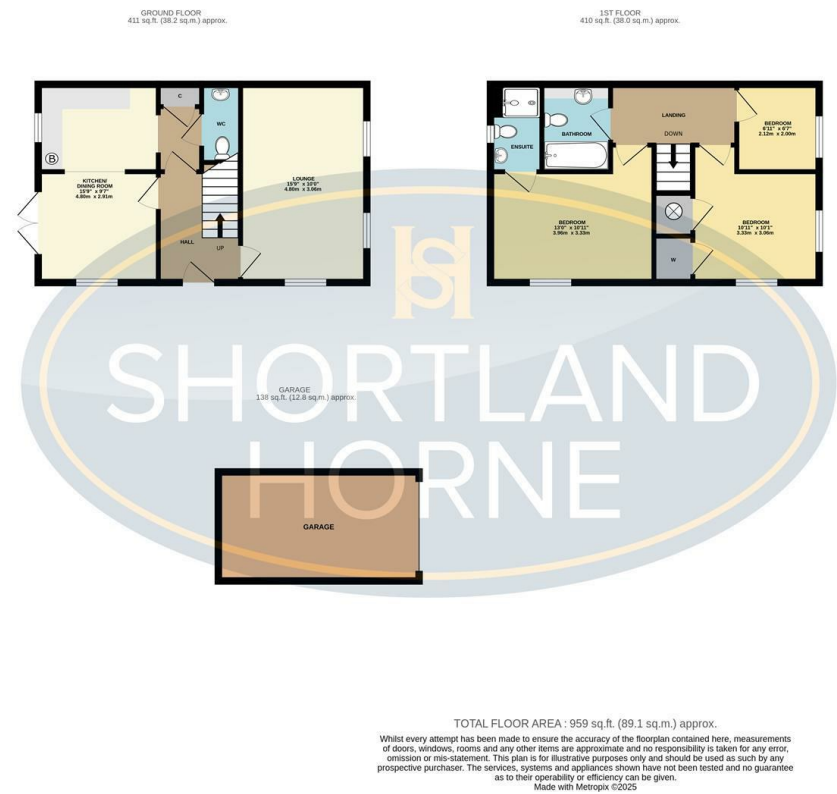 GROUND FLOOR
411 sq.ft. (38.2 sq.m.) approx.
1ST FLOOR
410 sq.ft. (38.0 sq.m.) approx.
C
WC
B
KITCHEN/
DINING ROOM
15'9" x 9'7"
4.80m x 2.91m
LOUNGE
15'9" x 10'0"
4.80m x 3.06m
HALL
UP
ENSUITE
BATHROOM
LANDING
DOWN
BEDROOM
6'11" x 6'7"
2.12m x 2.00m
BEDROOM
13'0" x 10'11"
3.96m x 3.33m
BEDROOM
10'11" x 10'1"
3.33m x 3.06m
W
SH
SHORTLAND
HORNE
GARAGE
138 sq.ft. (12.8 sq.m.) approx.
GARAGE
TOTAL FLOOR AREA : 959 sq.ft. (89.1 sq.m.) approx.
Whilst every attempt has been made to ensure the accuracy of the floorplan contained here, measurements
of doors, windows, rooms and any other items are approximate and no responsibility is taken for any error,
omission or mis-statement. This plan is for illustrative purposes only and should be used as such by any
prospective purchaser. The services, systems and appliances shown have not been tested and no guarantee
as to their operability or efficiency can be given.
Made with Metropix ©2025